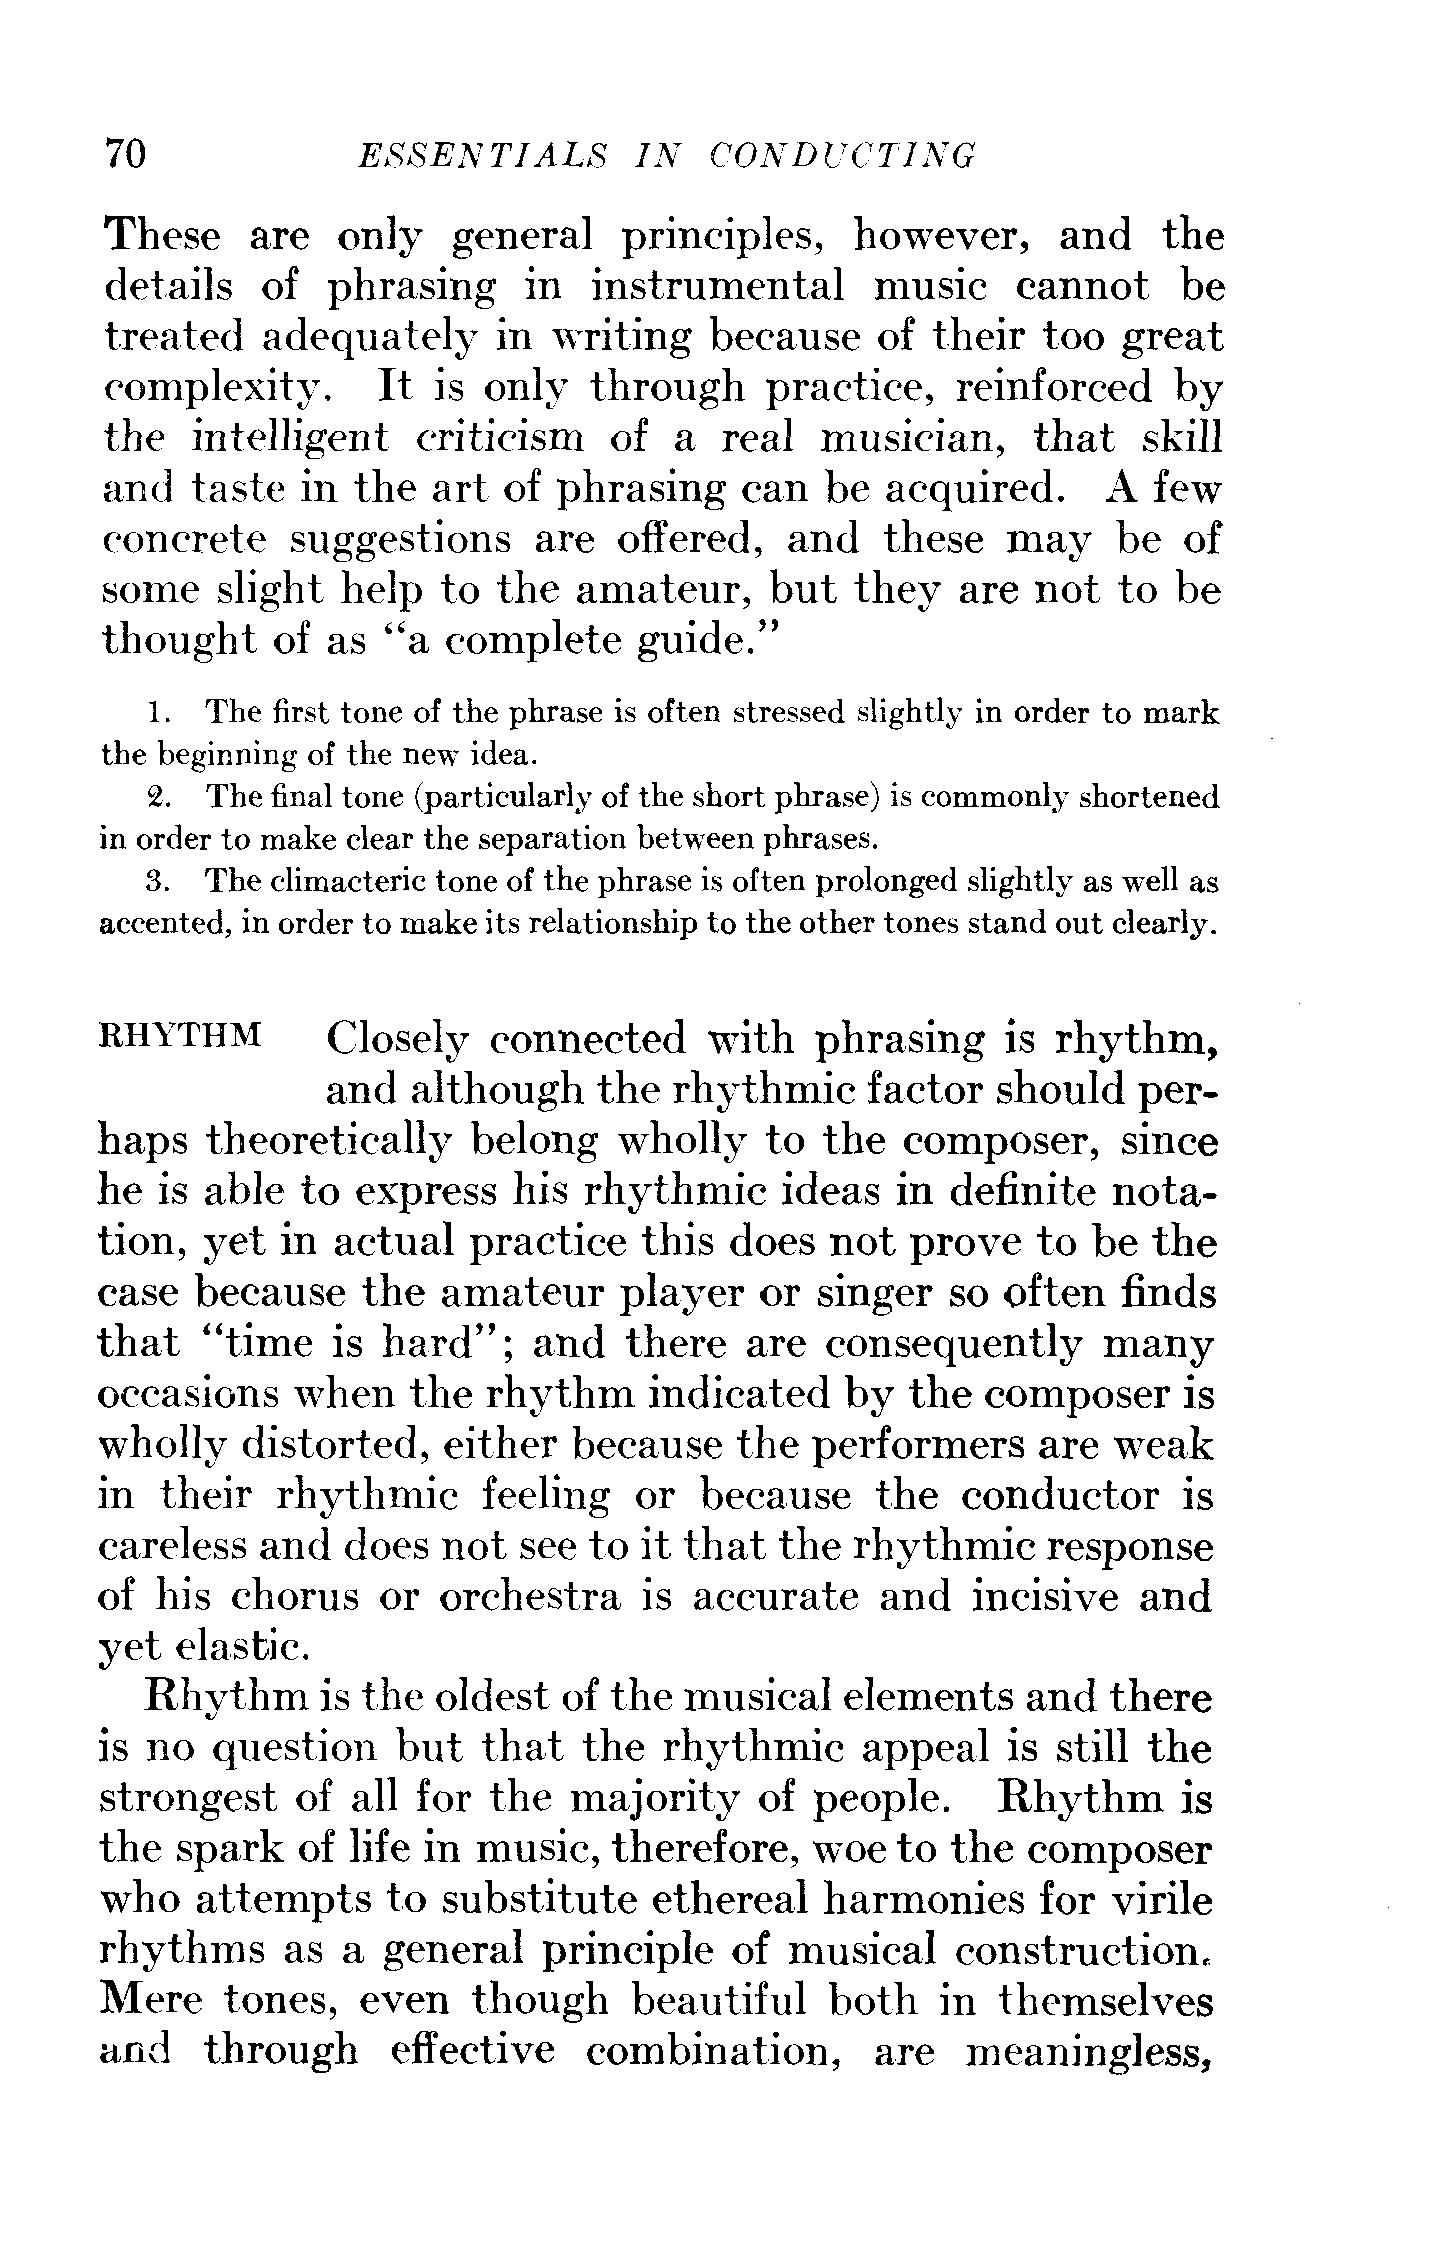 70 ESSENTIALS IN CONDUCTING
These are only general principles, however, and the
details of phrasing in instrumental music cannot be
treated adequately in writing because of their too great
complexity. It is only through practice, reinforced by
the intelligent criticism of a real musician, that skill
and taste in the art of phrasing can be acquired. A few
concrete suggestions are offered, and these may be of
some slight help to the amateur, but they are not to be
thought of as “a complete guide.”
1. The first tone of the phrase is often stressed slightly in order to mark
the beginning of the new idea.
2. The final tone (particularly of the short phrase) is commonly shortened
in order to make clear the separation between phrases.
3. The climacteric tone of the phrase is often prolonged slightly as well as
accented, in order to make its relationship to the other tones stand out clearly.
RHYTHM Closely connected with phrasing is rhythm,
and although the rhythmic factor should per-
haps theoretically belong wholly to the composer, since
he is able to express his rhythmic ideas in definite nota-
tion, yet in actual practice this does not prove to be the
case because the amateur player or singer so often finds
that “time is hard”; and there are consequently many
occasions when the rhythm indicated by the composer is
wholly distorted, either because the performers are weak
in their rhythmic feeling or because the conductor is
careless and does not see to it that the rhythmic response
of his chorus or orchestra is accurate and incisive and
yet elastic.
Rhythm is the oldest of the musical elements and there
is no question but that the rhythmic appeal is still the
strongest of all for the majority of people. Rhythm is
the spark of life in music, therefore, woe to the composer
who attempts to substitute ethereal harmonies for virile
rhythms as a general principle of musical construction.
Mere tones, even though beautiful both in themselves
and through effective combination, are meaningless,